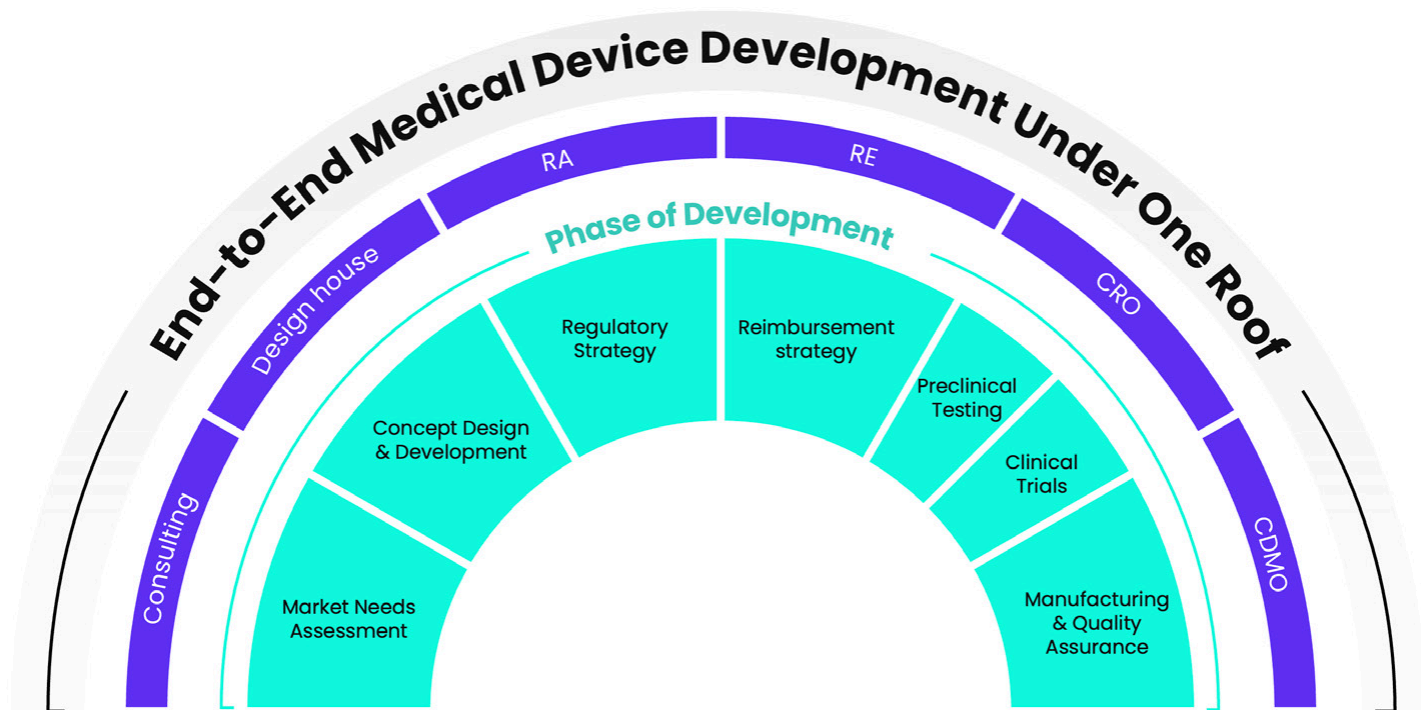 End-to-End Medical Device Development Under One Roof
Consulting
Design house
RA
RE
CRO
CDMO
Phase of Development
Market Needs
Assessment
Concept Design
& Development
Regulatory
Strategy
Reimbursement
strategy
Preclinical
Testing
Clinical
Trials
Manufacturing
& Quality
Assurance